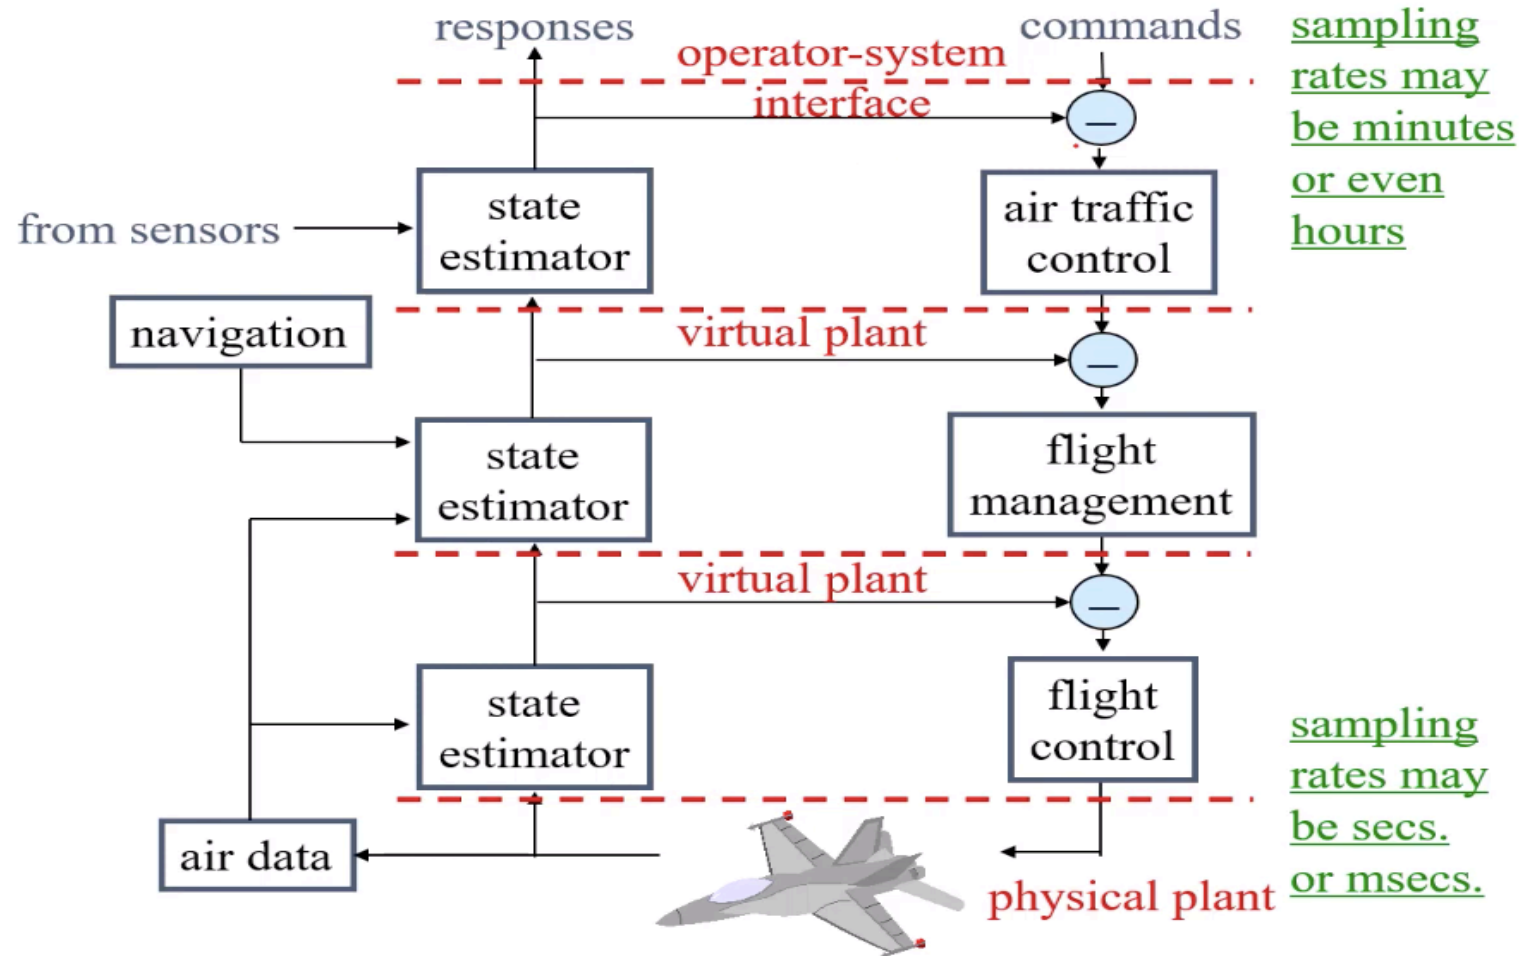 responses
commands
operator-system
interface
sampling
rates may
be minutes
or even
hours
state
estimator
air traffic
control
from sensors
navigation
virtual plant
state
estimator
flight
management
virtual plant
state
estimator
flight
control
sampling
rates may
be secs.
or msecs.
air data
physical plant